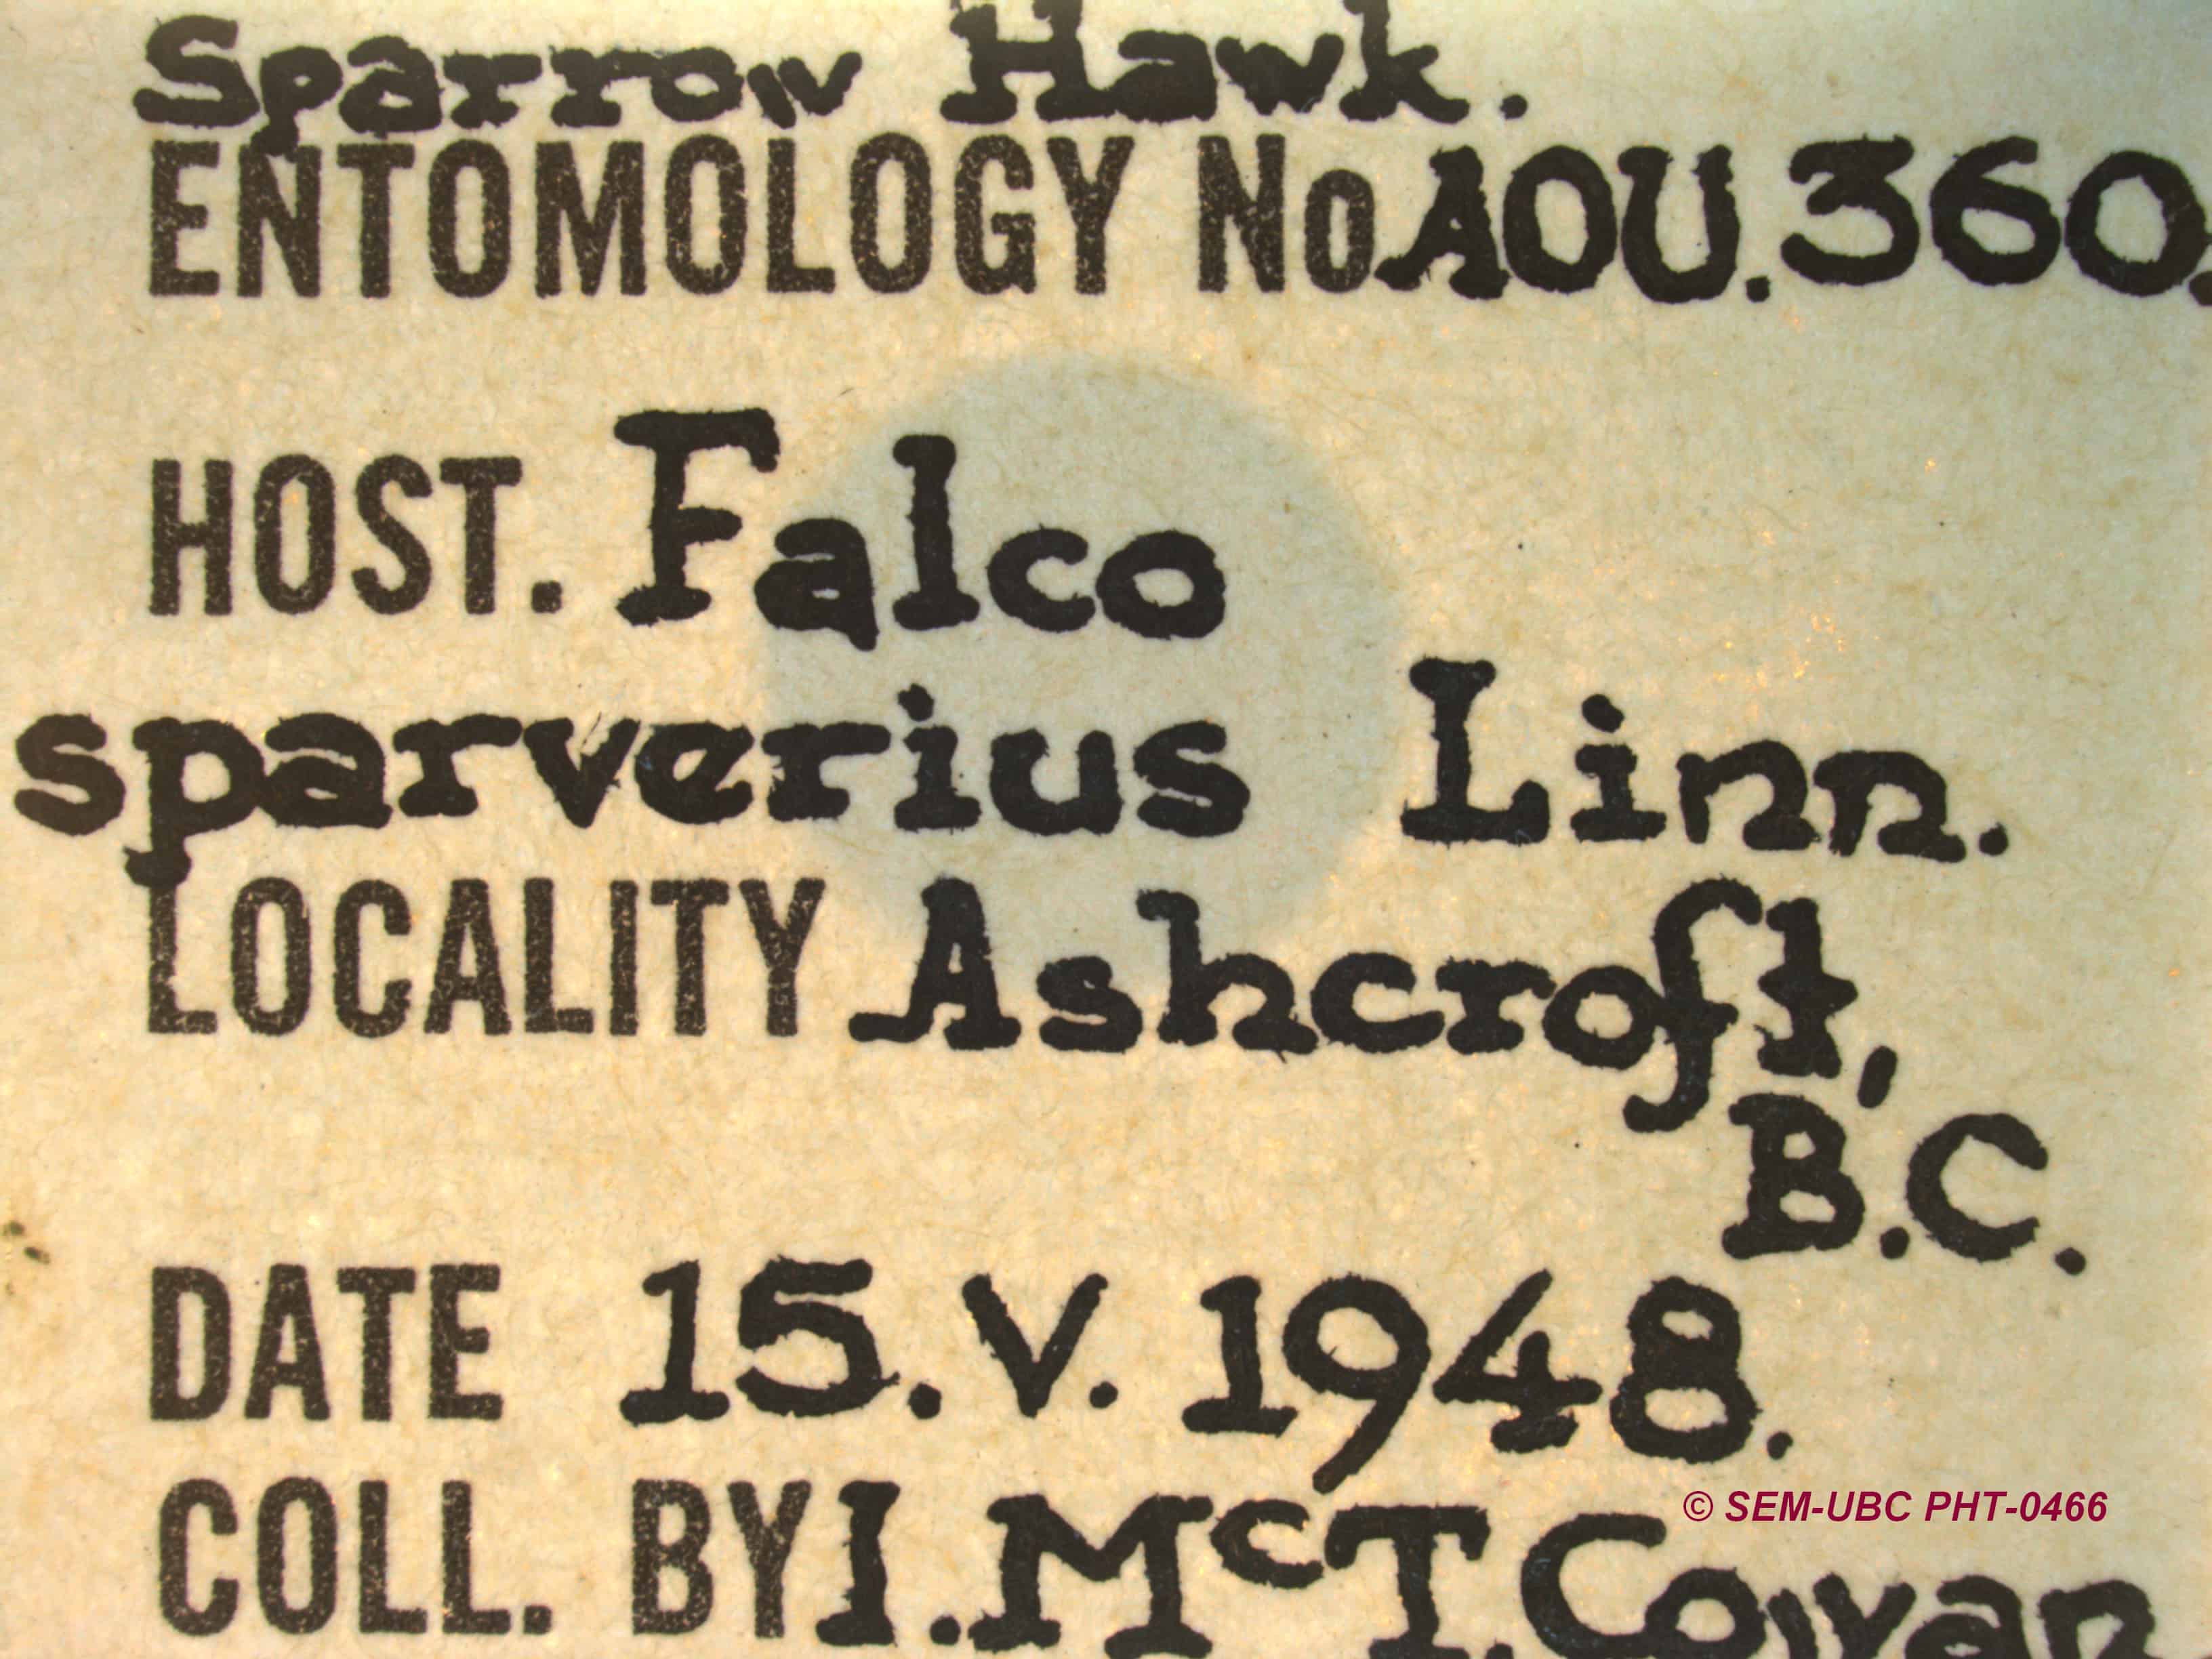 Sparrow Hawk.
ENTOMOLOGY No AOU. 360.
HOST. Falco
sparverius Linn.
LOCALITY Ashcroft,
B.C.
DATE 15. V. 1948.
COLL. BY I. McT. Cowan
© SEM-UBC PHT-0466